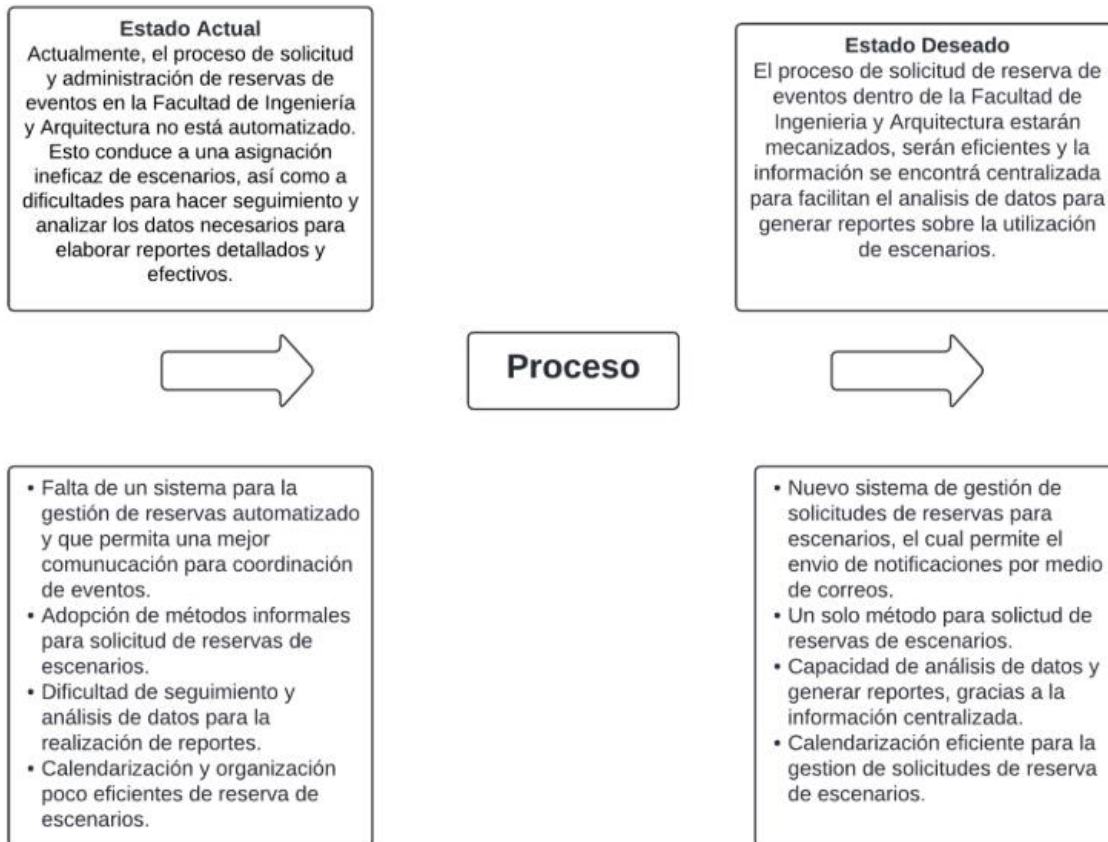 Estado Actual
Actualmente, el proceso de solicitud
y administración de reservas de
eventos en la Facultad de Ingeniería
y Arquitectura no está automatizado.
Esto conduce a una asignación
ineficaz de escenarios, así como a
dificultades para hacer seguimiento y
analizar los datos necesarios para
elaborar reportes detallados y
efectivos.
Estado Deseado
El proceso de solicitud de reserva de
eventos dentro de la Facultad de
Ingenieria y Arquitectura estarán
mecanizados, serán eficientes y la
información se encontrá centralizada
para facilitan el analisis de datos para
generar reportes sobre la utilización
de escenarios.
Proceso
• Falta de un sistema para la
gestión de reservas automatizado
y que permita una mejor
comunucación para coordinación
de eventos.
• Adopción de métodos informales
para solicitud de reservas de
escenarios.
• Dificultad de seguimiento y
análisis de datos para la
realización de reportes.
• Calendarización y organización
poco eficientes de reserva de
escenarios.
• Nuevo sistema de gestión de
solicitudes de reservas para
escenarios, el cual permite el
envio de notificaciones por medio
de correos.
• Un solo método para solictud de
reservas de escenarios.
• Capacidad de análisis de datos y
generar reportes, gracias a la
información centralizada.
• Calendarización eficiente para la
gestion de solicitudes de reserva
de escenarios.